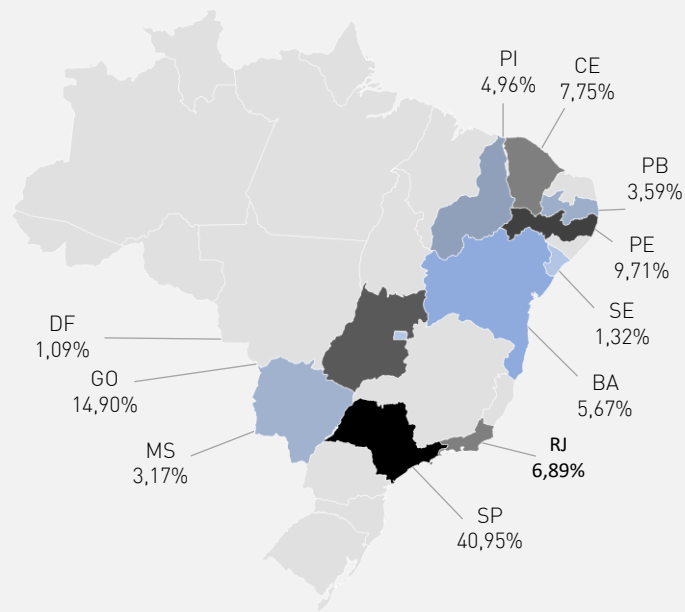 PI
4,96%
CE
7,75%
PB
3,59%
PE
9,71%
SE
1,32%
DF
1,09%
GO
14,90%
BA
5,67%
MS
3,17%
RJ
6,89%
SP
40,95%